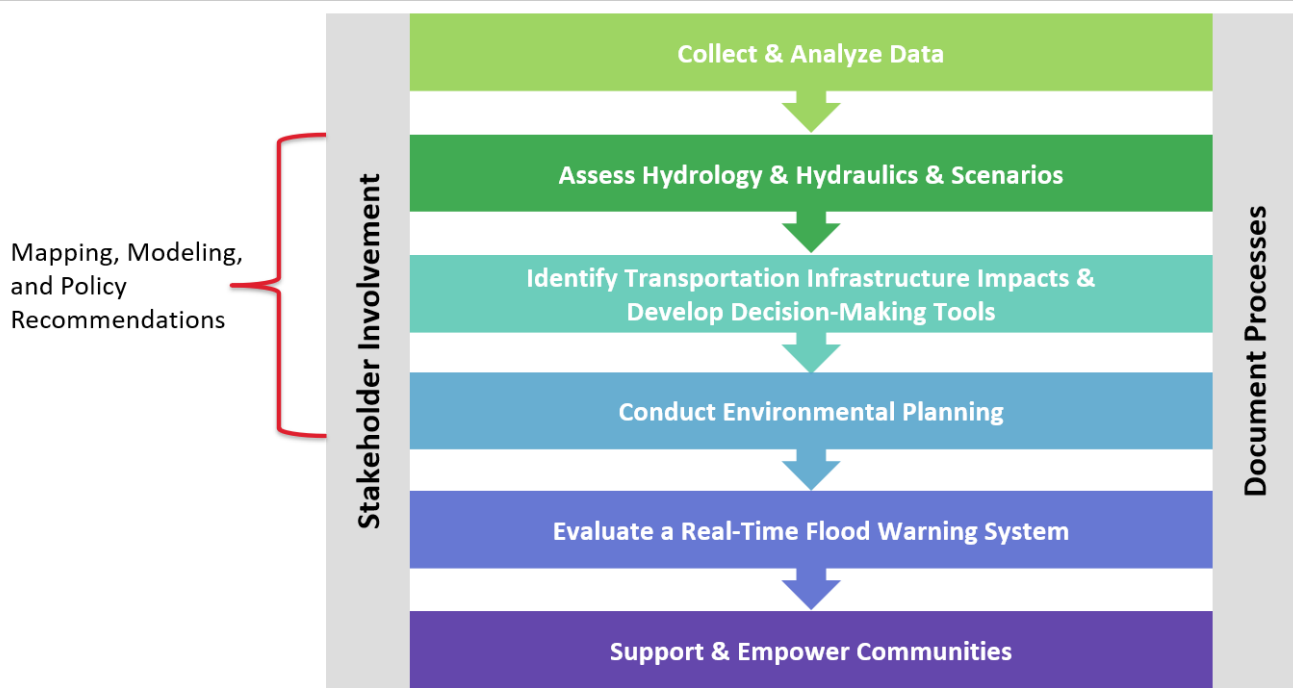 Collect & Analyze Data
Assess Hydrology & Hydraulics & Scenarios
Mapping, Modeling,
and Policy
Recommendations
Stakeholder Involvement
Identify Transportation Infrastructure Impacts &
Develop Decision-Making Tools
Document Processes
Conduct Environmental Planning
Evaluate a Real-Time Flood Warning System
Support & Empower Communities